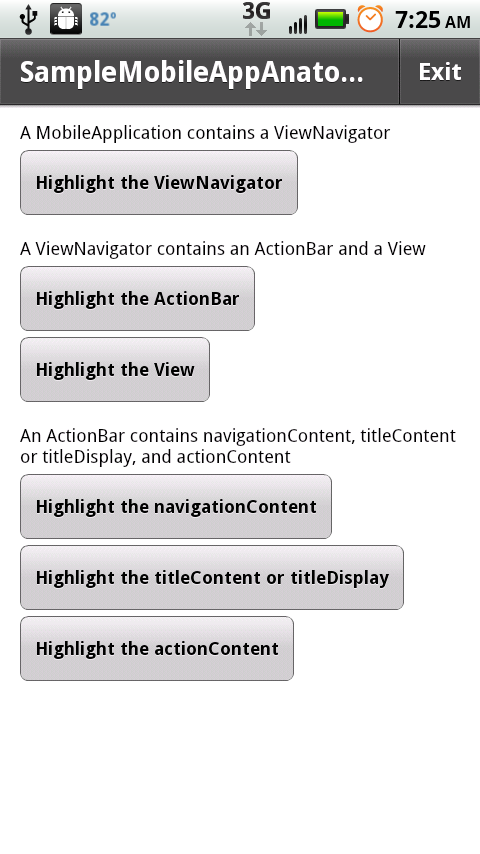 82° 3G 7:25 AM
SampleMobileAppAnato... Exit
A MobileApplication contains a ViewNavigator
Highlight the ViewNavigator
A ViewNavigator contains an ActionBar and a View
Highlight the ActionBar
Highlight the View
An ActionBar contains navigationContent, titleContent
or titleDisplay, and actionContent
Highlight the navigationContent
Highlight the titleContent or titleDisplay
Highlight the actionContent